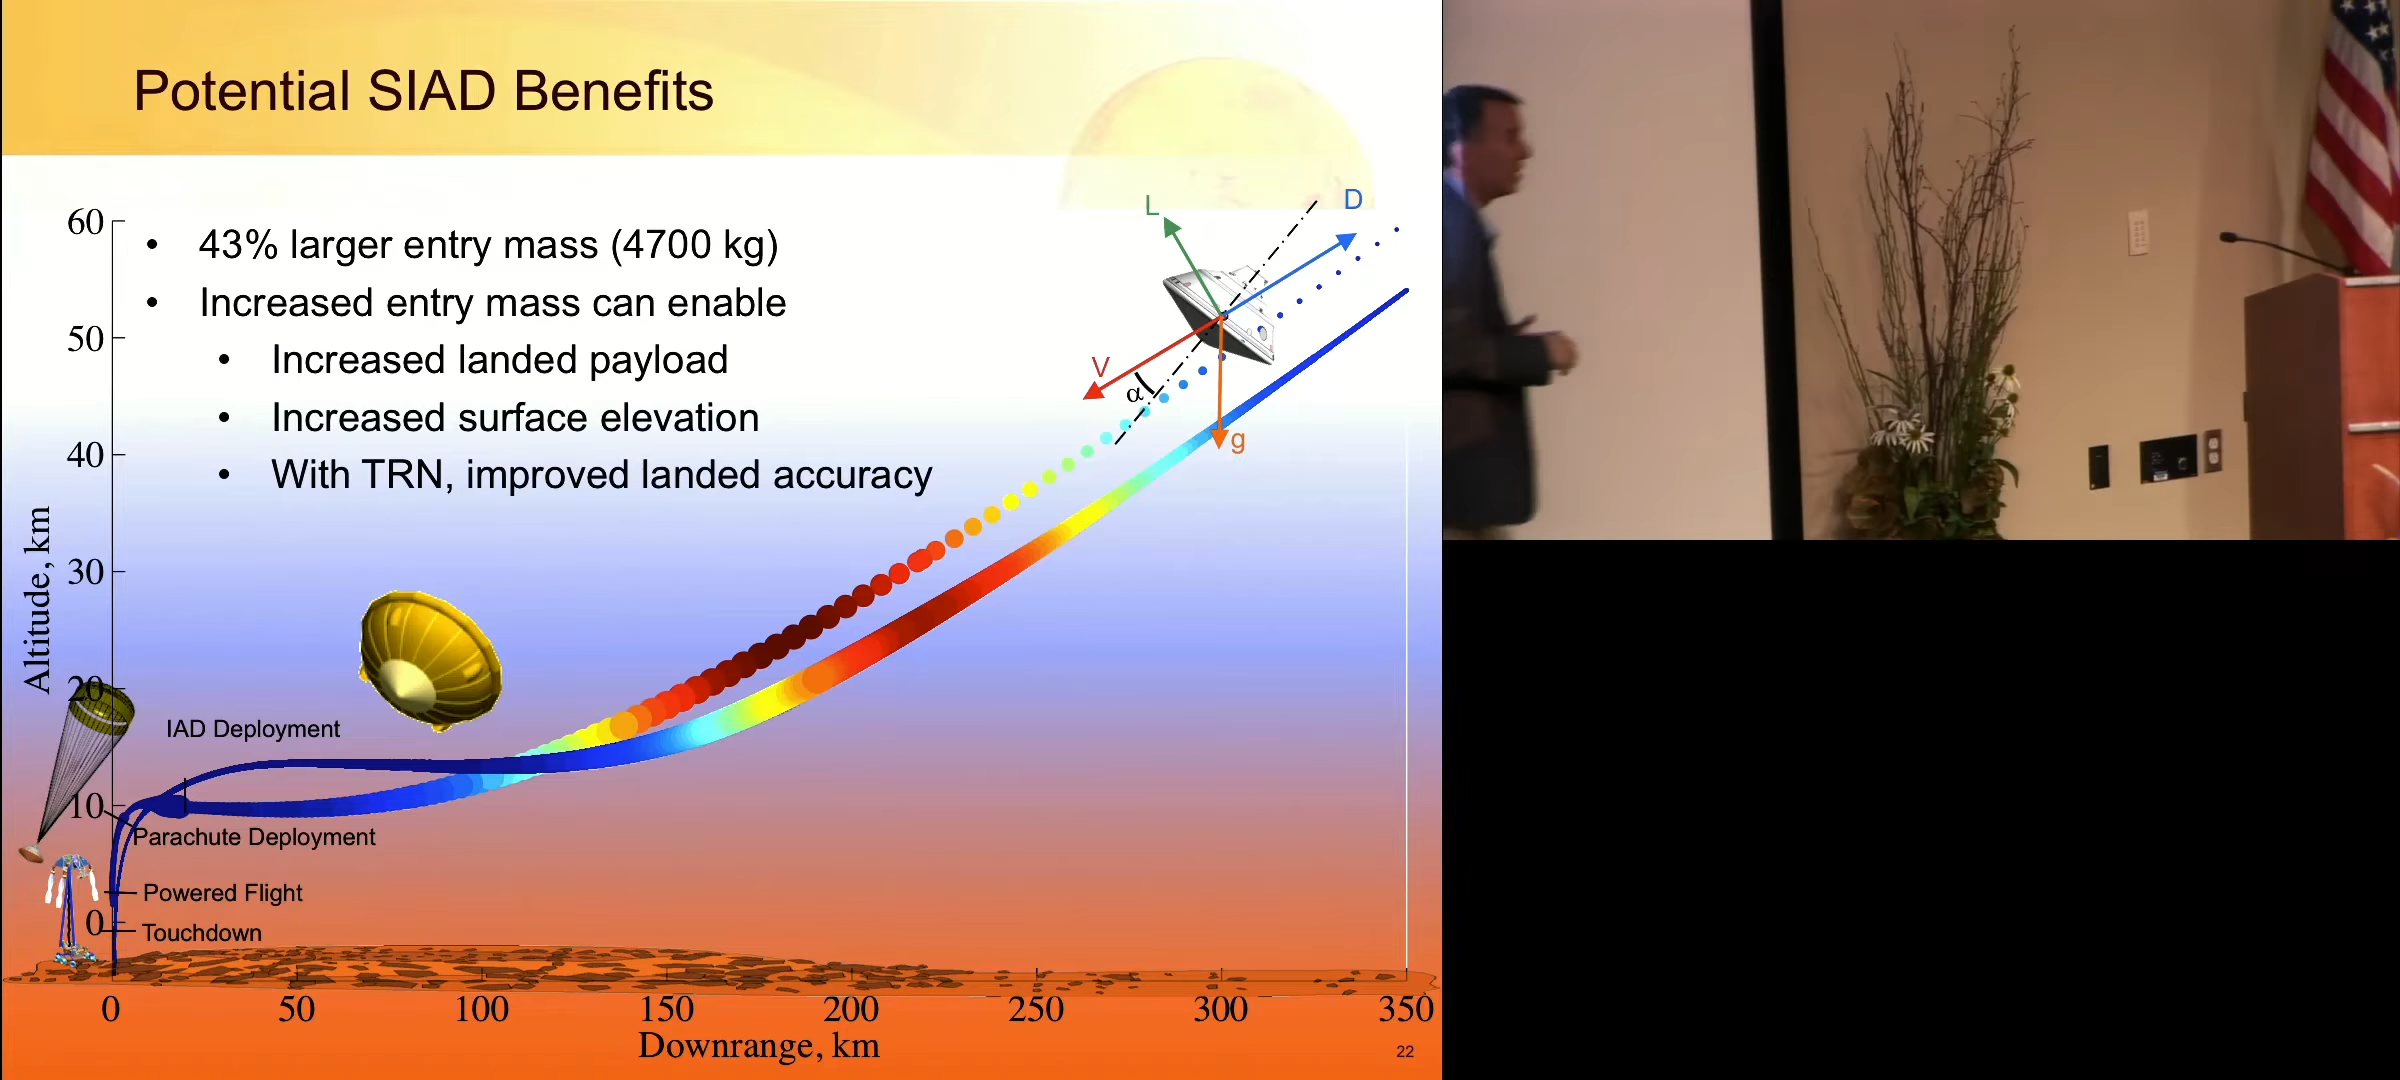 Potential SIAD Benefits
• 43% larger entry mass (4700 kg)
• Increased entry mass can enable
• Increased landed payload
• Increased surface elevation
• With TRN, improved landed accuracy
L
D
V
α
g
60
50
40
30
20
10
0
Altitude, km
IAD Deployment
Parachute Deployment
Powered Flight
Touchdown
0 50 100 150 200 250 300 350
Downrange, km
22